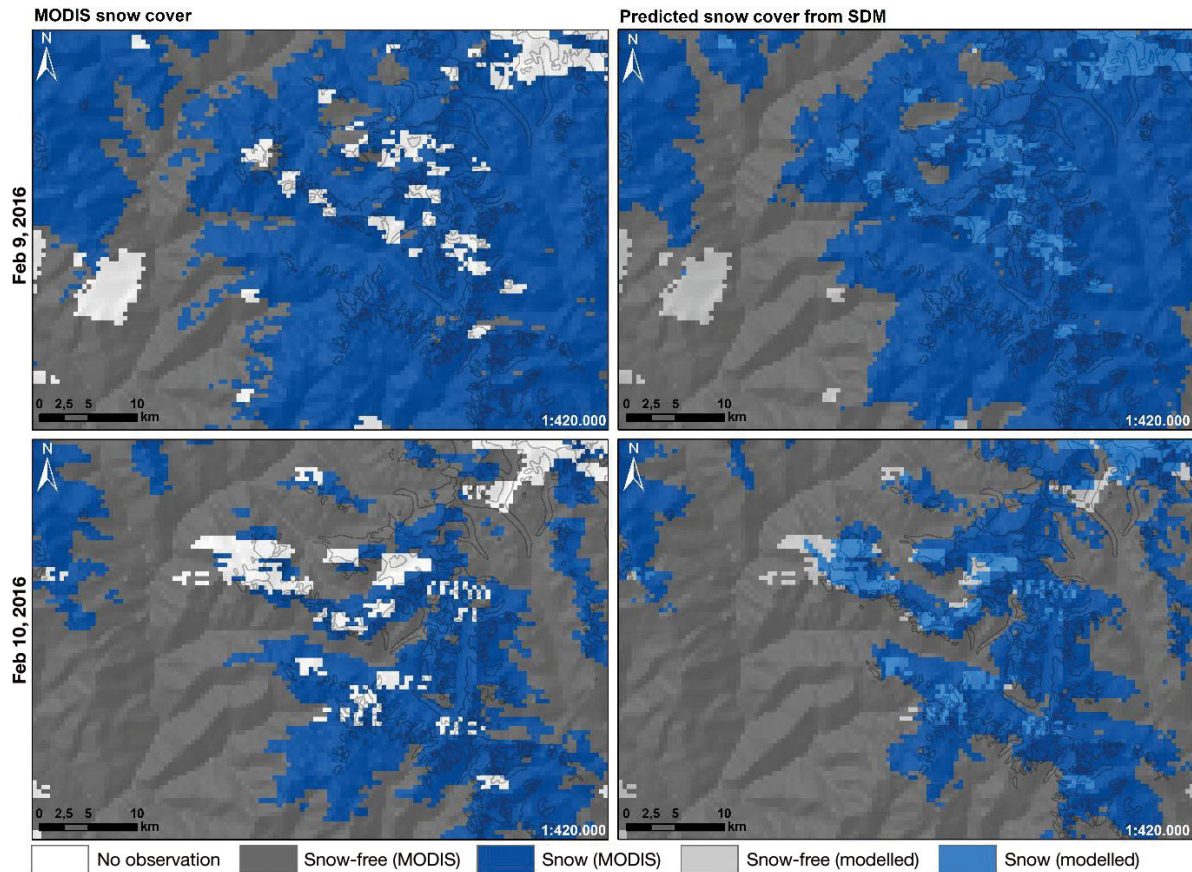 MODIS snow cover
Predicted snow cover from SDM
Feb 9, 2016
N
0 2,5 5 10
km
1:420.000
N
0 2,5 5 10
km
1:420.000
Feb 10, 2016
N
0 2,5 5 10
km
1:420.000
N
0 2,5 5 10
km
1:420.000
No observation
Snow-free (MODIS)
Snow (MODIS)
Snow-free (modelled)
Snow (modelled)